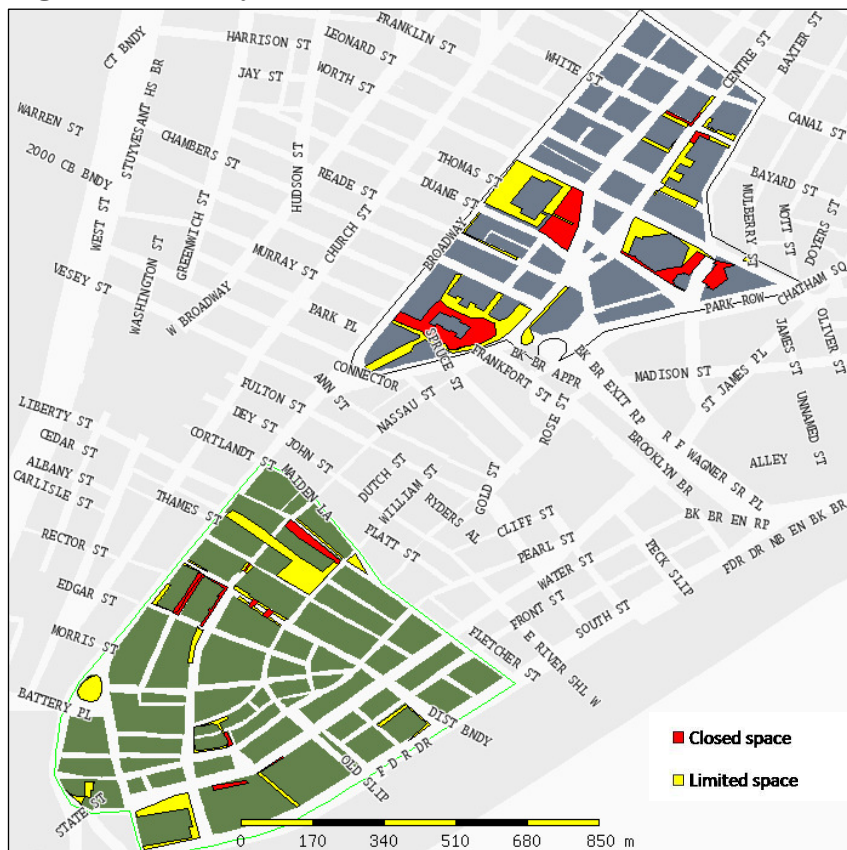 FRANKLIN ST
LEONARD ST
HARRISON ST
CT BNDY
BAXTER ST
CENTRE ST
JAY ST
WORTH ST
WHITE ST
STUYVESANT HS BR
WARREN ST
CANAL ST
CHAMBERS ST
2000 CB BNDY
THOMAS ST
READE ST
HUDSON ST
DUANE ST
BAYARD ST
WEST ST
GREENWICH ST
CHURCH ST
BROADWAY
MULBERRY ST
MOTT ST
DOYERS ST
VESEY ST
WASHINGTON ST
MURRAY ST
CHATHAM SQ
W BROADWAY
PARK ROW
PARK PL
SPRUCE ST
JAMES ST
OLIVER ST
CONNECTOR
FRANKFORT ST
BK BR APPR
BK BR EXIT RP
MADISON ST
ST JAMES PL
ANN ST
NASSAU ST
FULTON ST
ROSE ST
UNNAMED ST
LIBERTY ST
DEY ST
CEDAR ST
CORTLANDT ST
JOHN ST
R F WAGNER SR PL
BROOKLYN BR
ALLEY
ALBANY ST
CARLISLE ST
MAIDEN LA
DUTCH ST
WILLIAM ST
GOLD ST
THAMES ST
RYDERS AL
CLIFF ST
BK BR EN RP
FDR DR NB EN BK BR
RECTOR ST
PLATT ST
PEARL ST
PECK SLIP
WATER ST
EDGAR ST
FRONT ST
SOUTH ST
MORRIS ST
FLETCHER ST
E RIVER SHL W
BATTERY PL
DIST BNDY
OLD SLIP
F D R DR
STATE ST
Closed space
Limited space
0 170 340 510 680 850 m